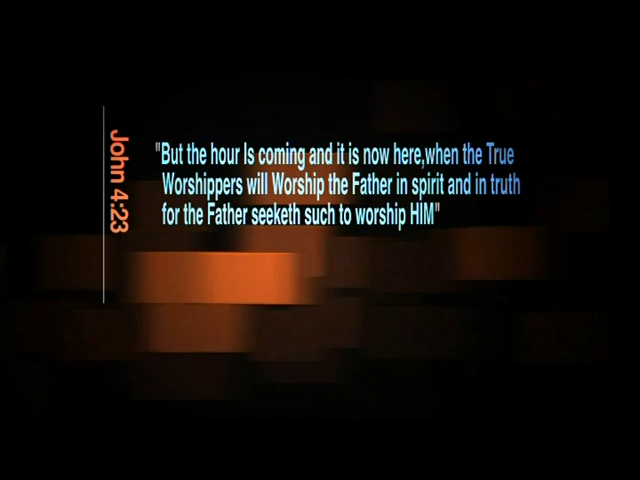 John 4:23
"But the hour Is coming and it is now here,when the True
Worshippers will Worship the Father in spirit and in truth
for the Father seeketh such to worship HIM"